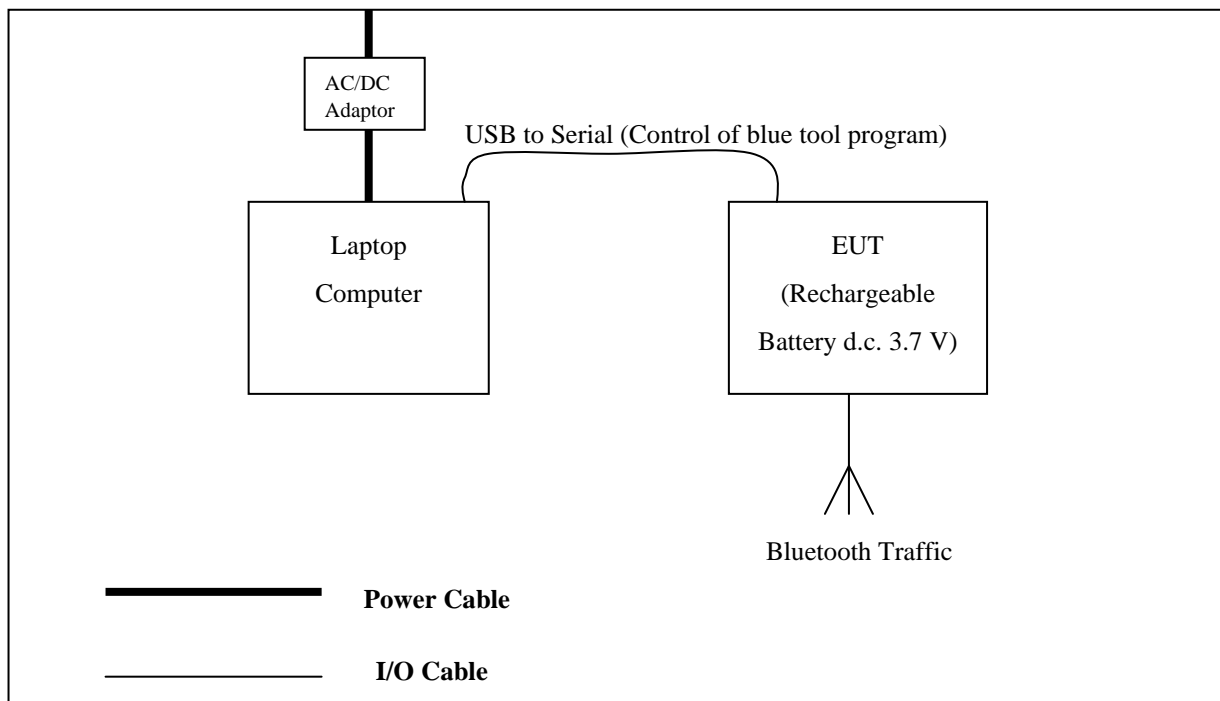 AC/DC
Adaptor
USB to Serial (Control of blue tool program)
Laptop
Computer
EUT
(Rechargeable
Battery d.c. 3.7 V)
Bluetooth Traffic
Power Cable
I/O Cable